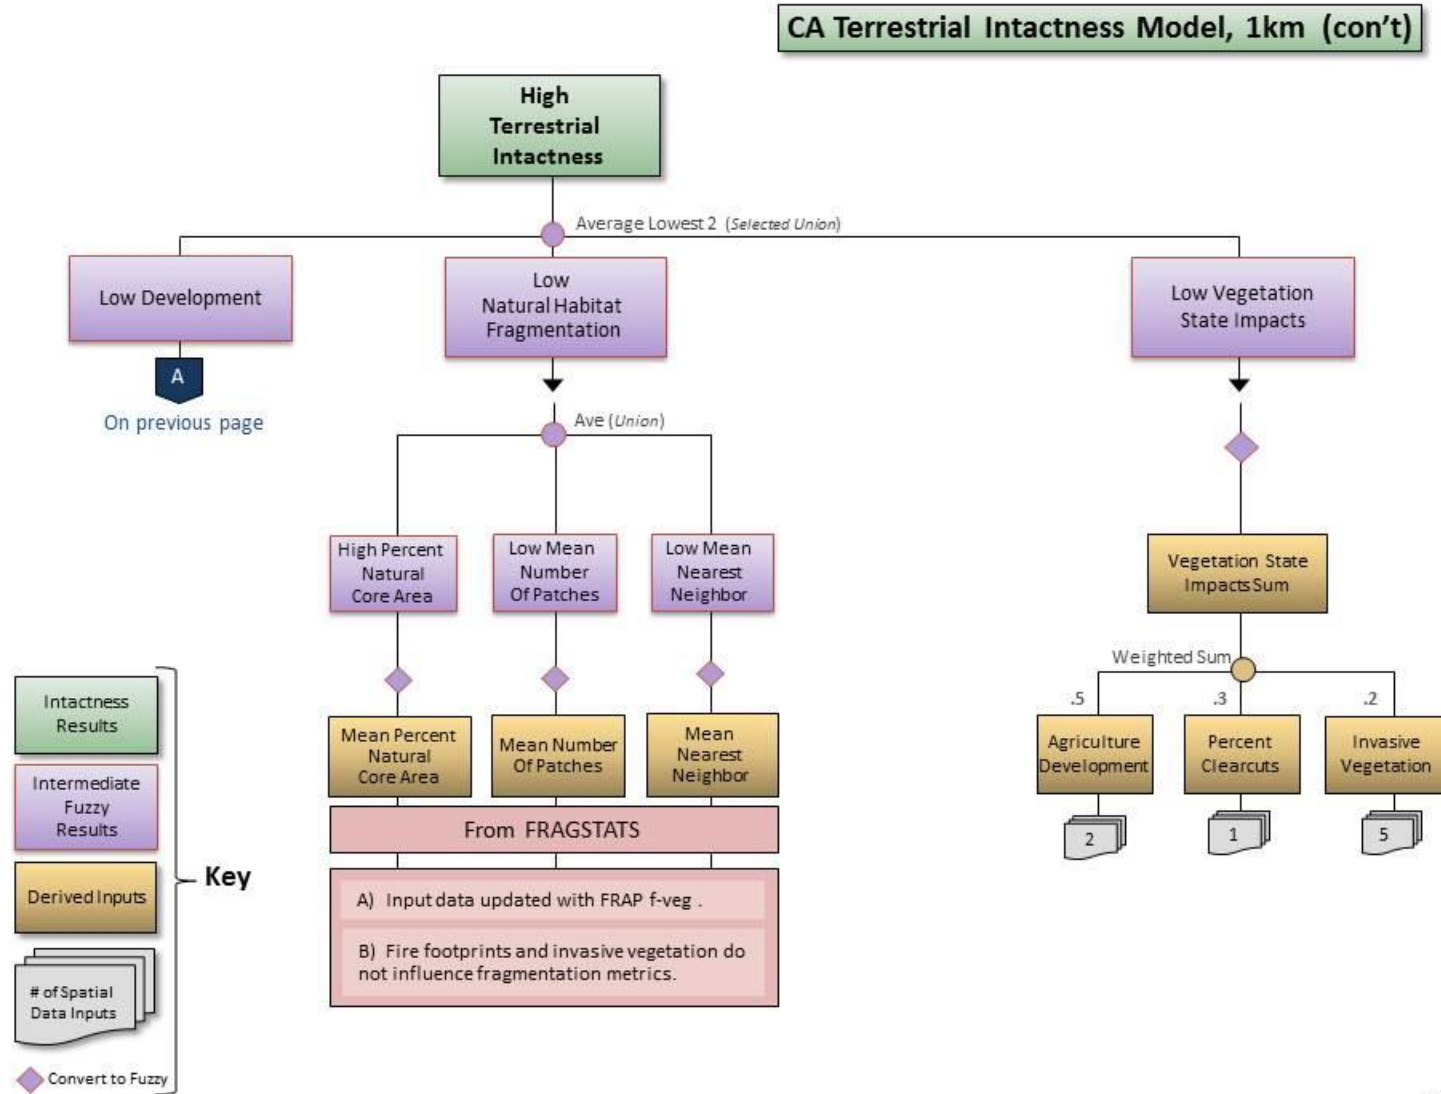 CA Terrestrial Intactness Model, 1km (con't)
High
Terrestrial
Intactness
Average Lowest 2 (Selected Union)
Low Development
Low
Natural Habitat
Fragmentation
Low Vegetation
State Impacts
A
On previous page
Ave (Union)
High Percent
Natural
Core Area
Low Mean
Number
Of Patches
Low Mean
Nearest
Neighbor
Vegetation State
Impacts Sum
Weighted Sum
.5
.3
.2
Mean Percent
Natural
Core Area
Mean Number
Of Patches
Mean
Nearest
Neighbor
Agriculture
Development
Percent
Clearcuts
Invasive
Vegetation
2
1
5
From FRAGSTATS
A) Input data updated with FRAP f-veg .
B) Fire footprints and invasive vegetation do
not influence fragmentation metrics.
Intactness
Results
Intermediate
Fuzzy
Results
Derived Inputs
# of Spatial
Data Inputs
Convert to Fuzzy
Key